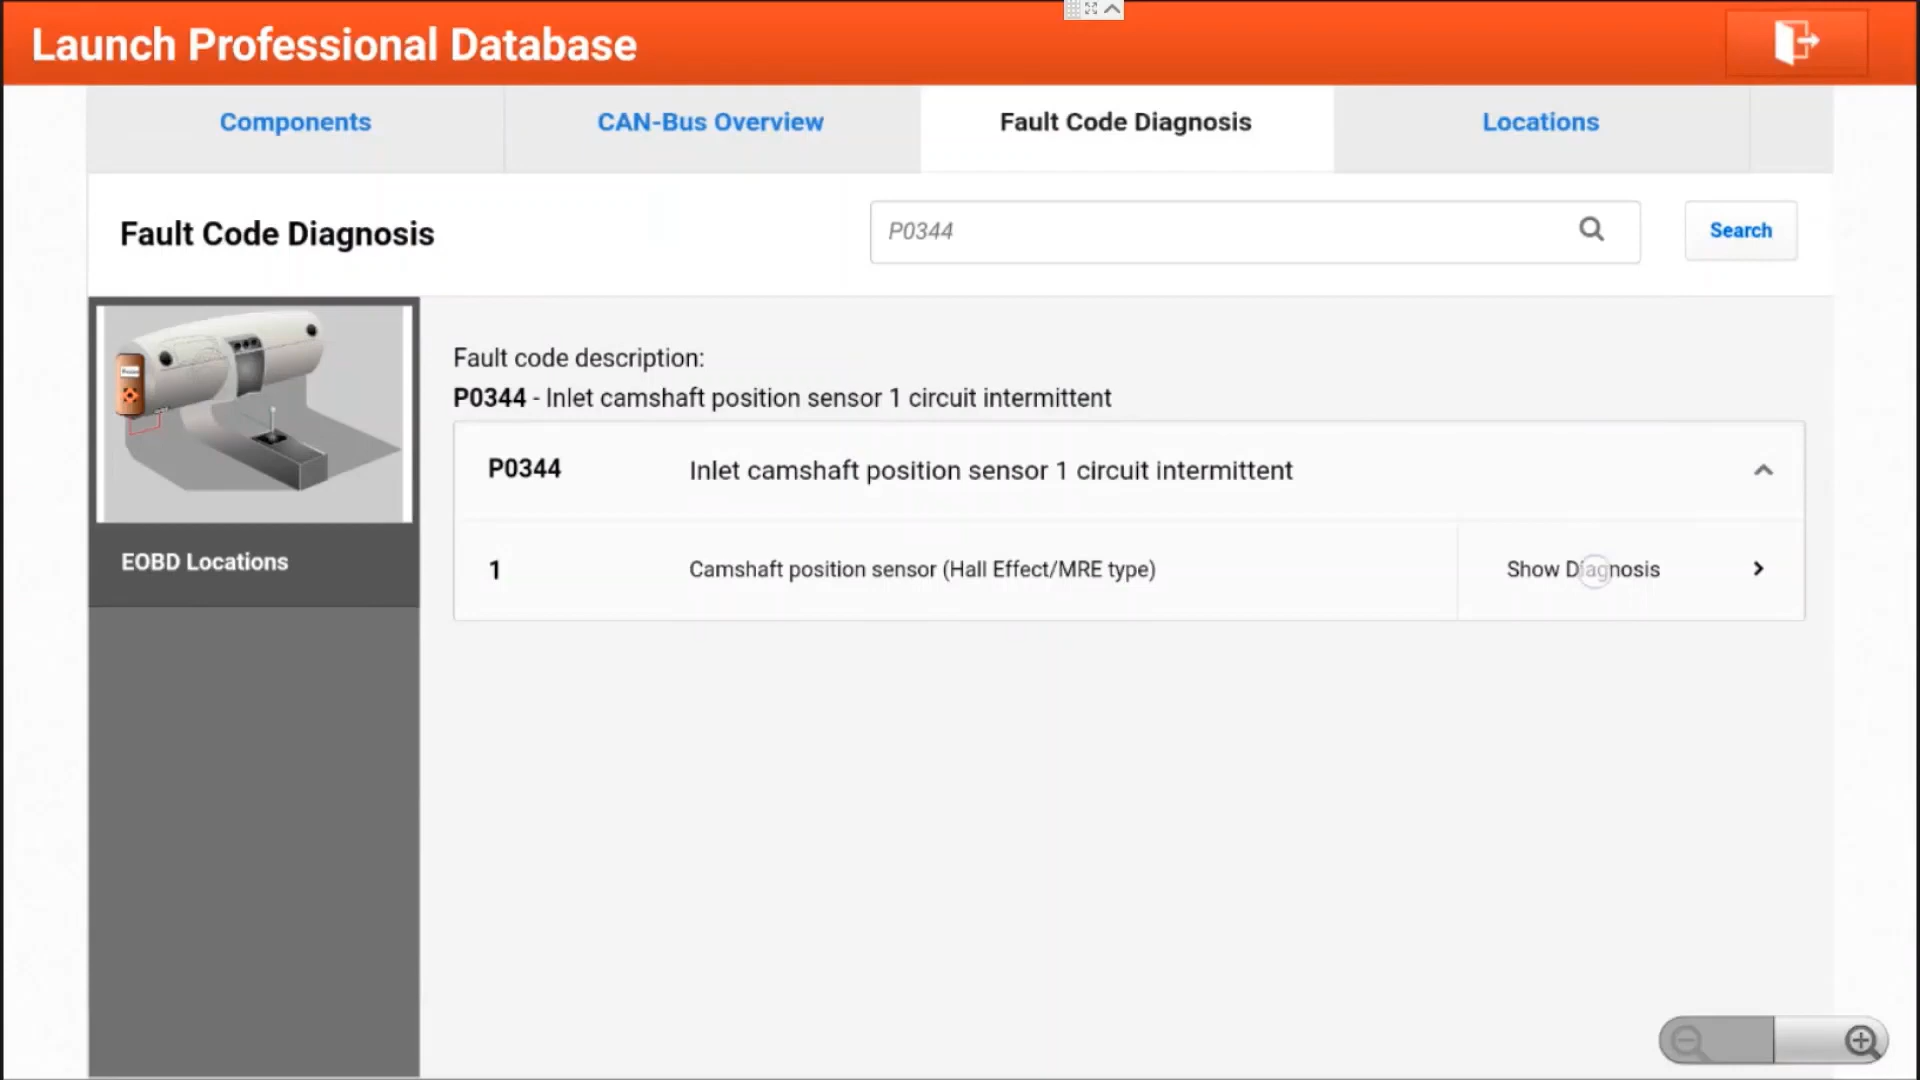 Launch Professional Database
Components
CAN-Bus Overview
Fault Code Diagnosis
Locations
Fault Code Diagnosis
P0344
Search
EOBD Locations
Fault code description:
P0344 - Inlet camshaft position sensor 1 circuit intermittent
P0344 Inlet camshaft position sensor 1 circuit intermittent
1 Camshaft position sensor (Hall Effect/MRE type) Show Diagnosis